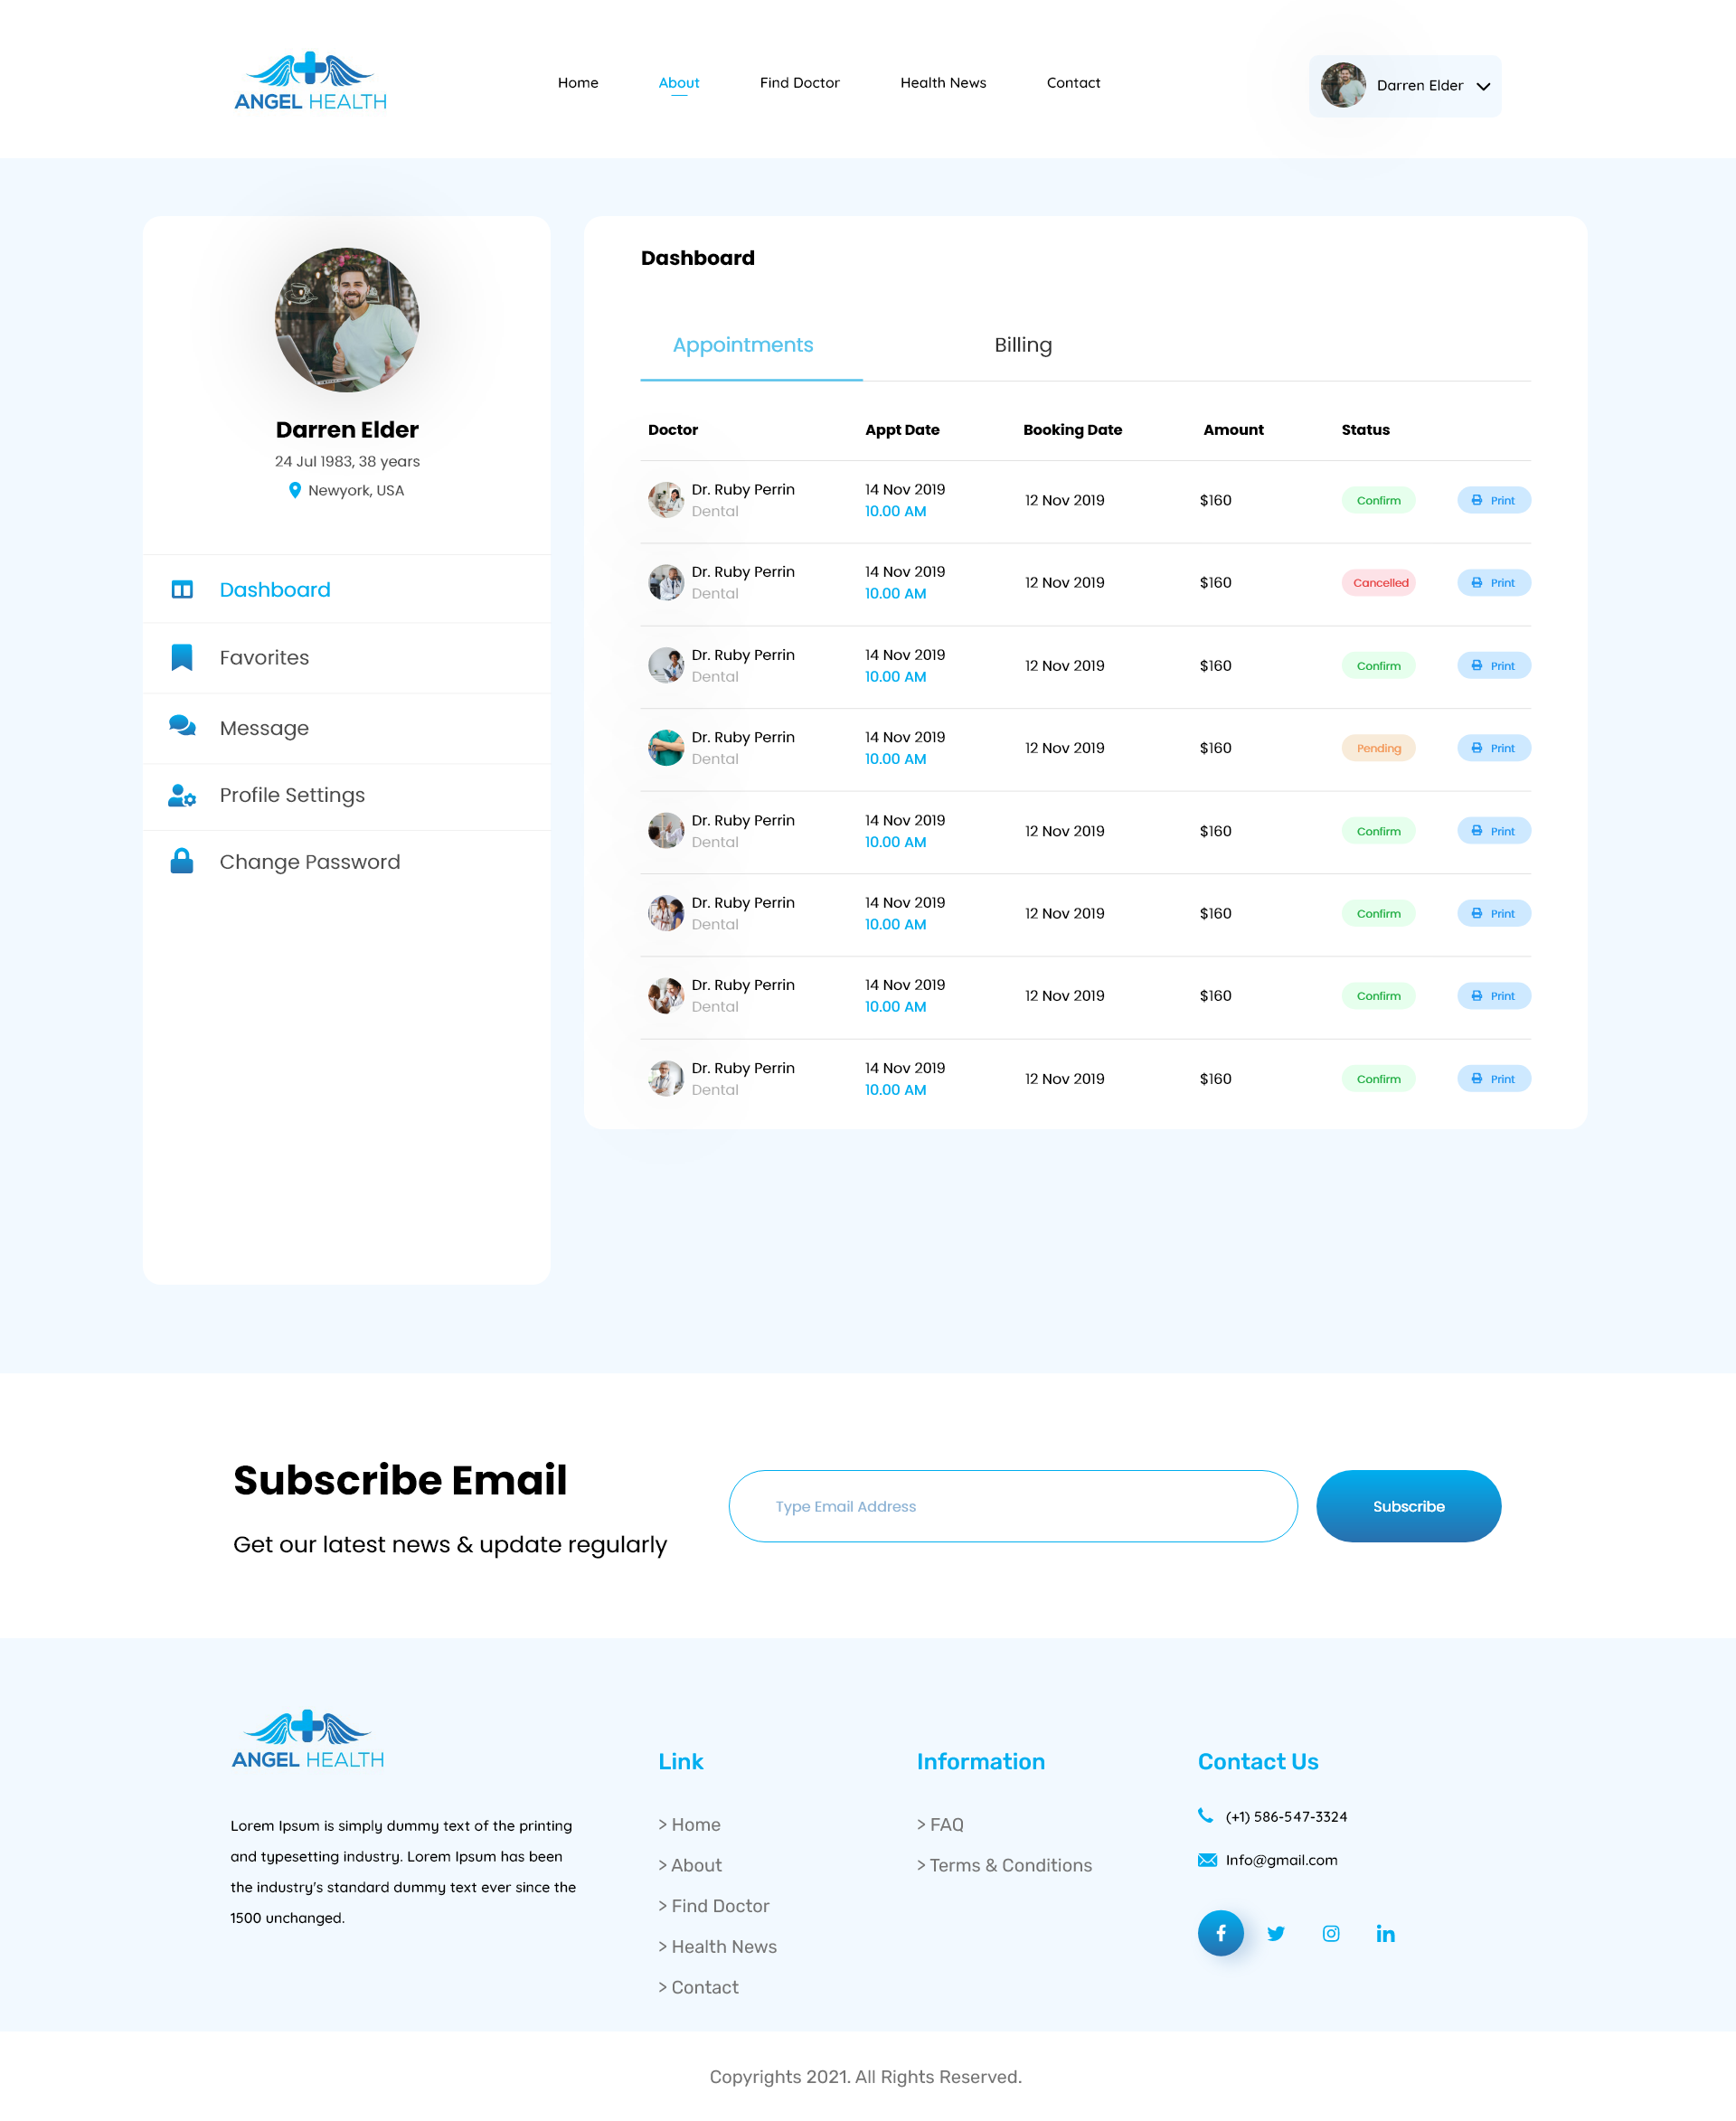 ANGEL HEALTH
Home About Find Doctor Health News Contact
Darren Elder
Darren Elder
24 Jul 1983, 38 years
Newyork, USA
Dashboard
Favorites
Message
Profile Settings
Change Password
Dashboard
Appointments Billing
Doctor Appt Date Booking Date Amount Status
Dr. Ruby Perrin 14 Nov 2019
Dental 10.00 AM 12 Nov 2019 $160 Confirm Print
Dr. Ruby Perrin 14 Nov 2019
Dental 10.00 AM 12 Nov 2019 $160 Cancelled Print
Dr. Ruby Perrin 14 Nov 2019
Dental 10.00 AM 12 Nov 2019 $160 Confirm Print
Dr. Ruby Perrin 14 Nov 2019
Dental 10.00 AM 12 Nov 2019 $160 Pending Print
Dr. Ruby Perrin 14 Nov 2019
Dental 10.00 AM 12 Nov 2019 $160 Confirm Print
Dr. Ruby Perrin 14 Nov 2019
Dental 10.00 AM 12 Nov 2019 $160 Confirm Print
Dr. Ruby Perrin 14 Nov 2019
Dental 10.00 AM 12 Nov 2019 $160 Confirm Print
Dr. Ruby Perrin 14 Nov 2019
Dental 10.00 AM 12 Nov 2019 $160 Confirm Print
Subscribe Email
Get our latest news & update regularly
Type Email Address
Subscribe
ANGEL HEALTH
Lorem Ipsum is simply dummy text of the printing
and typesetting industry. Lorem Ipsum has been
the industry's standard dummy text ever since the
1500 unchanged.
Link
> Home
> About
> Find Doctor
> Health News
> Contact
Information
> FAQ
> Terms & Conditions
Contact Us
(+1) 586-547-3324
Info@gmail.com
Copyrights 2021. All Rights Reserved.